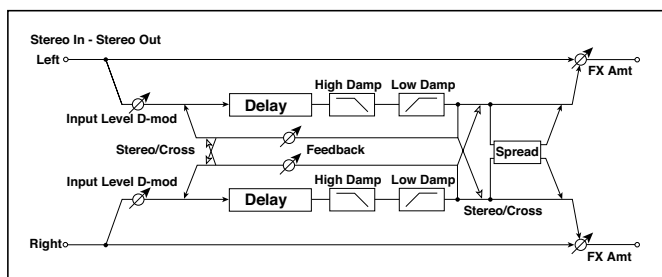 Stereo In - Stereo Out
Left
FX Amt
High Damp Low Damp
Delay
Input Level D-mod
Stereo/Cross
Feedback
Spread
Input Level D-mod
High Damp Low Damp
Delay
Stereo/Cross
Right
FX Amt